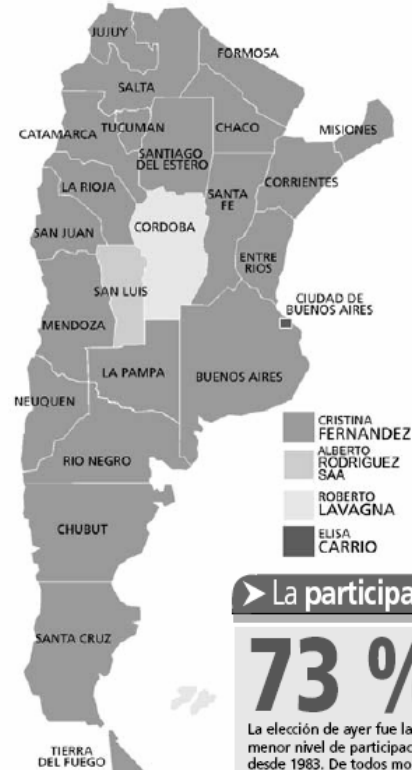 JUJUY
FORMOSA
SALTA
CATAMARCA
TUCUMAN
CHACO
MISIONES
SANTIAGO
DEL ESTERO
LA RIOJA
SANTA
FE
CORRIENTES
SAN JUAN
CORDOBA
ENTRE
RIOS
SAN LUIS
CIUDAD DE
BUENOS AIRES
MENDOZA
LA PAMPA
BUENOS AIRES
NEUQUEN
CRISTINA
FERNANDEZ
RIO NEGRO
ALBERTO
RODRIGUEZ
SAA
ROBERTO
LAVAGNA
CHUBUT
ELISA
CARRIO
La participa
SANTA CRUZ
73 %
La elección de ayer fue la
menor nivel de participac
desde 1983. De todos mo
TIERRA
DEL FUEGO